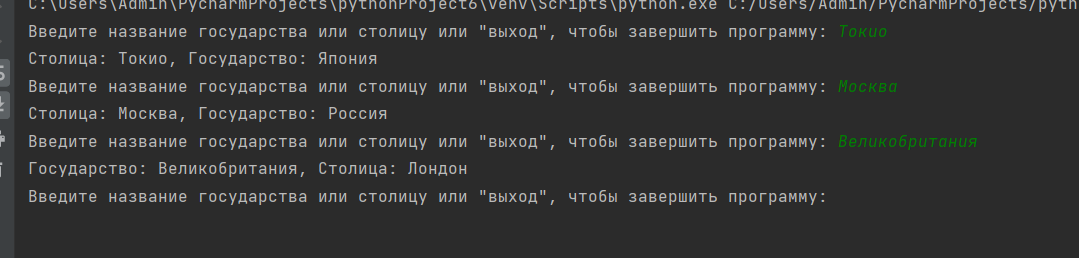 C:\Users\Admin\PycharmProjects\pythonProject6\venv\Scripts\python.exe C:/Users/Admin/PycharmProjects/pyth
Введите название государства или столицу или "выход", чтобы завершить программу: Токио
Столица: Токио, Государство: Япония
Введите название государства или столицу или "выход", чтобы завершить программу: Москва
Столица: Москва, Государство: Россия
Введите название государства или столицу или "выход", чтобы завершить программу: Великобритания
Государство: Великобритания, Столица: Лондон
Введите название государства или столицу или "выход", чтобы завершить программу: